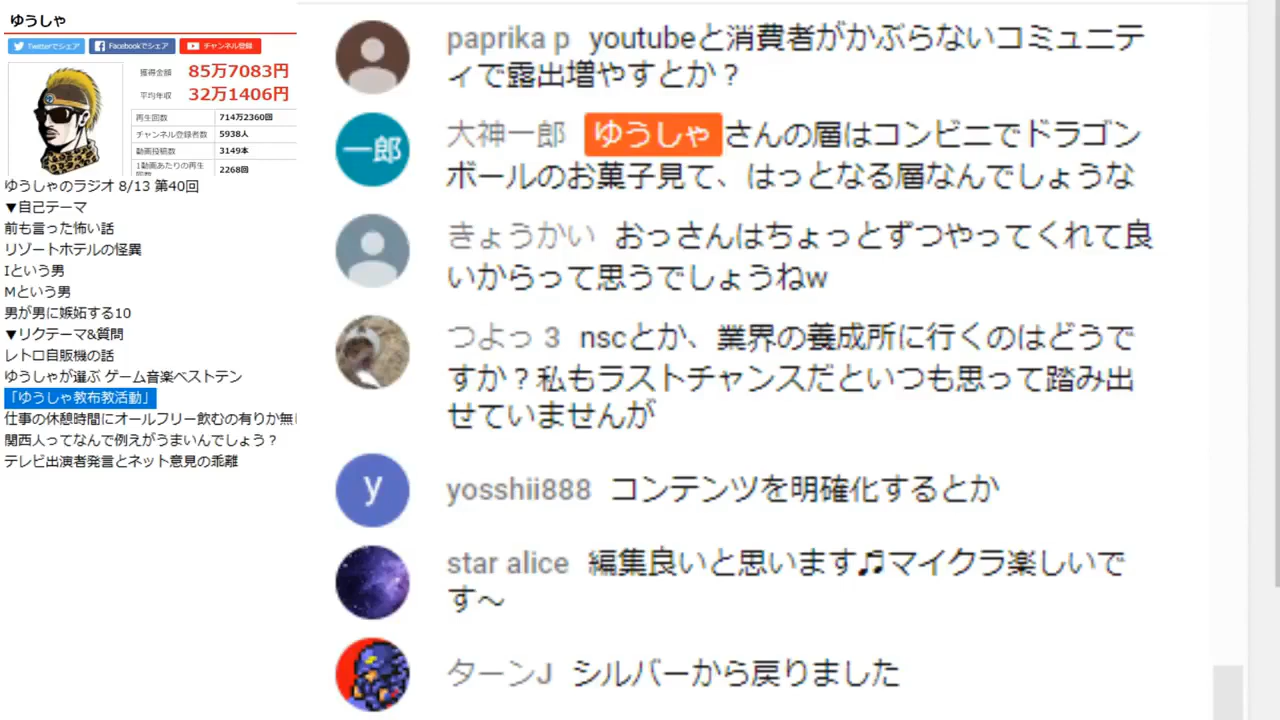 ゆうしゃ
Twitterでシェア Facebookでシェア チャンネル登録
獲得金額 85万7083円
平均年収 32万1406円
再生回数 714万2360回
チャンネル登録者数 5938人
動画投稿数 3149本
1動画あたりの再生回数 2268回
ゆうしゃのラジオ 8/13 第40回
▼自己テーマ
前も言った怖い話
リゾートホテルの怪異
Iという男
Mという男
男が男に嫉妬する10
▼リクテーマ&質問
レトロ自販機の話
ゆうしゃが選ぶ ゲーム音楽ベストテン
「ゆうしゃ教布教活動」
仕事の休憩時間にオールフリー飲むの有りか無し
関西人ってなんで例えがうまいんでしょう？
テレビ出演者発言とネット意見の乖離
paprika p youtubeと消費者がかぶらないコミュニテ
ィで露出増やすとか？
一郎
大神一郎 ゆうしゃさんの層はコンビニでドラゴン
ボールのお菓子見て、はっとなる層なんでしょうな
きょうかい おっさんはちょっとずつやってくれて良
いからって思うでしょうねw
つよっ 3 nscとか、業界の養成所に行くのはどうで
すか？私もラストチャンスだといつも思って踏み出
せていませんが
y
yosshii888 コンテンツを明確化するとか
star alice 編集良いと思います♫マイクラ楽しいで
す～
ターンJ シルバーから戻りました